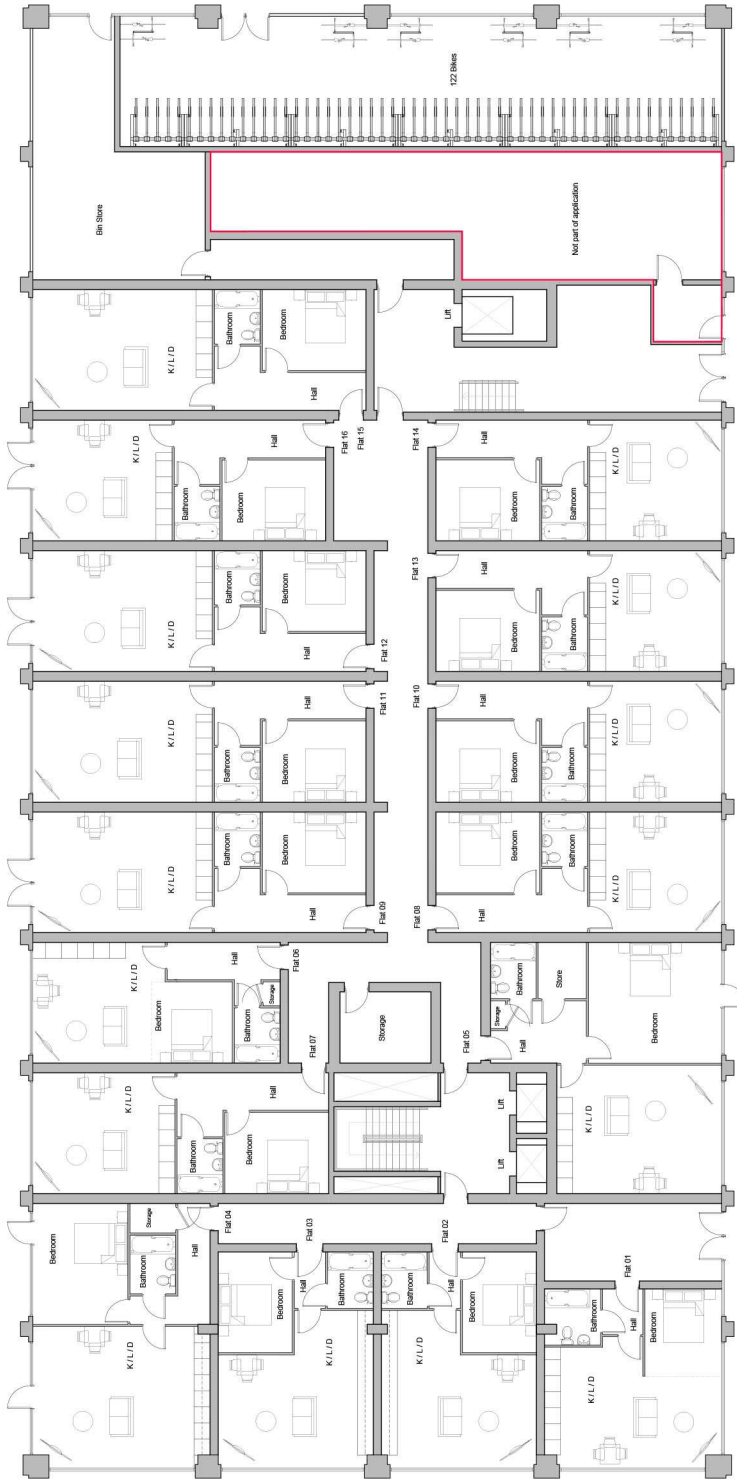 122 Bikes
Bin Store
Not part of application
K / L / D
Bathroom
Bedroom
Hall
Lift
Flat 15
Flat 16
K / L / D
Hall
Bathroom
Bedroom
Flat 14
Hall
Bedroom
Bathroom
K / L / D
K / L / D
Bathroom
Bedroom
Hall
Flat 12
Flat 13
Hall
Bedroom
Bathroom
K / L / D
K / L / D
Hall
Bathroom
Bedroom
Flat 11
Flat 10
Hall
Bedroom
Bathroom
K / L / D
K / L / D
Bathroom
Bedroom
Hall
Flat 09
Flat 08
Bedroom
Bathroom
Hall
K / L / D
K / L / D
Hall
Bedroom
Bathroom
Storage
Flat 06
Flat 07
Storage
Flat 05
Storage
Bathroom
Store
Hall
Bedroom
K / L / D
K / L / D
Hall
Bathroom
Bedroom
Lift
Lift
Bedroom
Storage
Bathroom
Hall
K / L / D
Flat 04
Flat 03
Flat 02
Flat 01
Bedroom
Hall
Bathroom
K / L / D
Bathroom
Hall
Bedroom
K / L / D
Bathroom
Hall
Bedroom
K / L / D